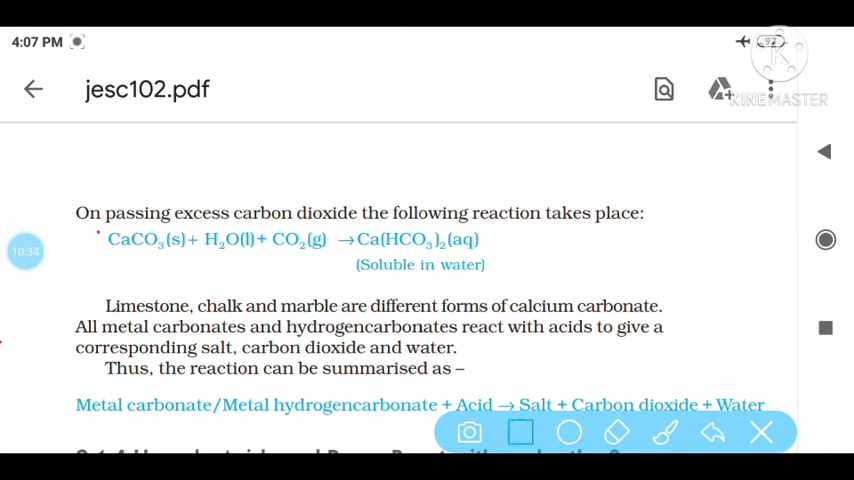 4:07 PM
92
jesc102.pdf
KINEMASTER
On passing excess carbon dioxide the following reaction takes place:
10:34
CaCO₃(s)+ H₂O(l)+ CO₂(g) →Ca(HCO₃)₂(aq)
(Soluble in water)
Limestone, chalk and marble are different forms of calcium carbonate.
All metal carbonates and hydrogencarbonates react with acids to give a
corresponding salt, carbon dioxide and water.
Thus, the reaction can be summarised as –
Metal carbonate/Metal hydrogencarbonate + Acid → Salt + Carbon dioxide + Water